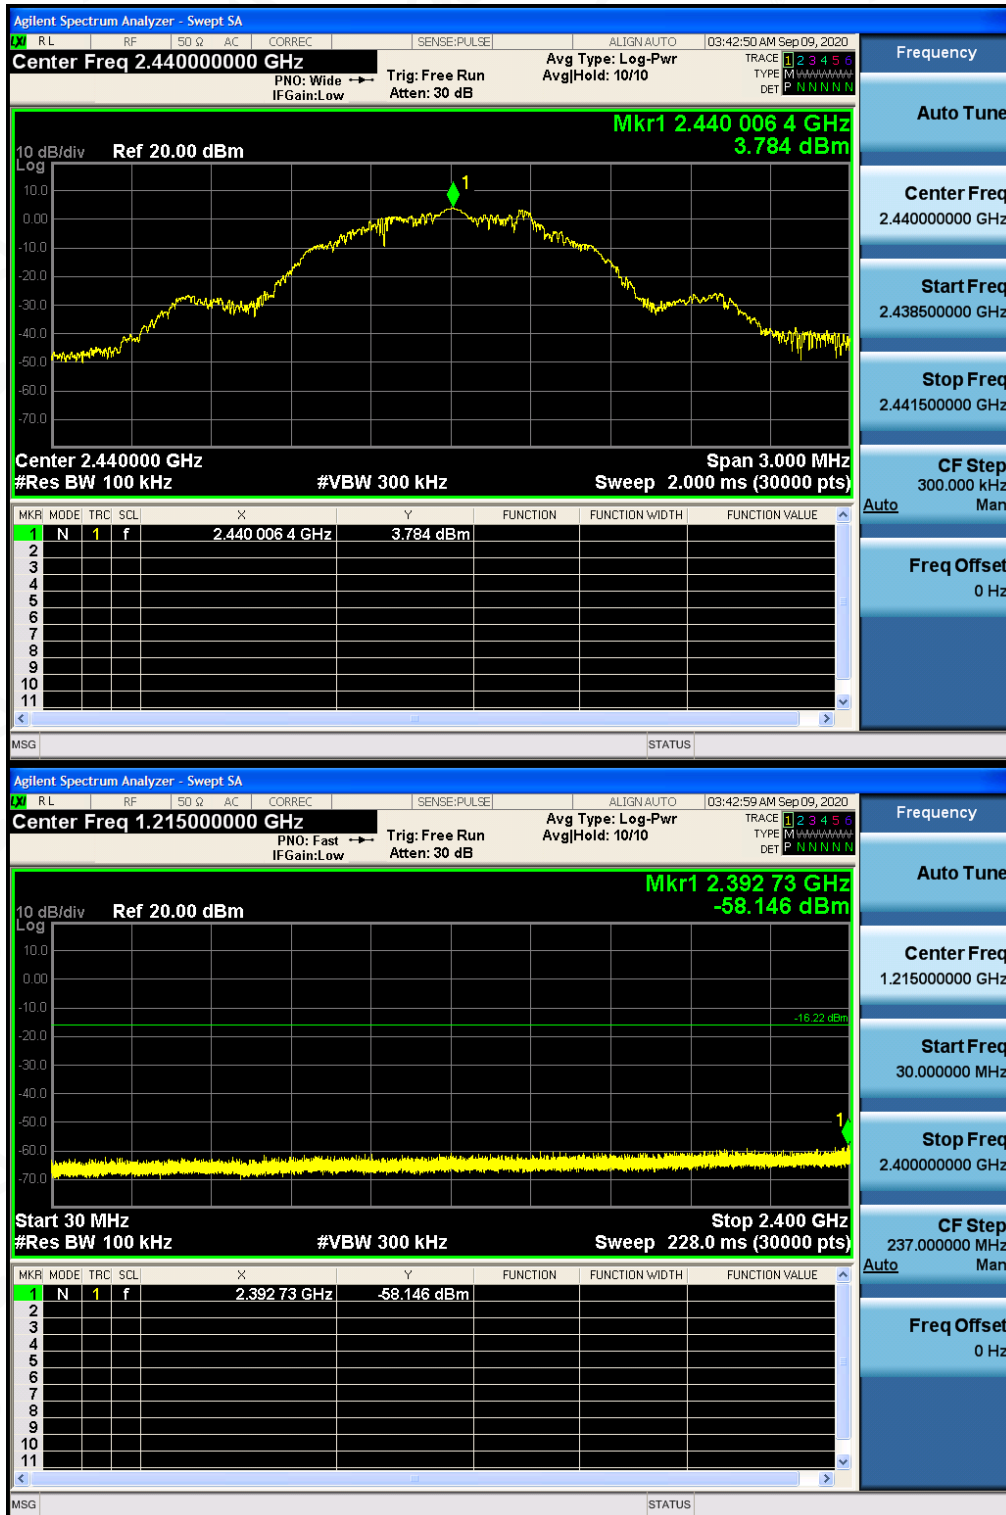 Agilent Spectrum Analyzer - Swept SA
LXI RL RF 50 Ω AC CORREC SENSE:PULSE ALIGN AUTO 03:42:50 AM Sep 09, 2020
Center Freq 2.440000000 GHz
PNO: Wide
IFGain:Low
Trig: Free Run
Atten: 30 dB
Avg Type: Log-Pwr
Avg|Hold: 10/10
TRACE 1 2 3 4 5 6
TYPE M WWWWW
DET P N N N N N
Mkr1 2.440 006 4 GHz
3.784 dBm
10 dB/div Ref 20.00 dBm
Log
10.0
0.00
-10.0
-20.0
-30.0
-40.0
-50.0
-60.0
-70.0
1
Center 2.440000 GHz Span 3.000 MHz
#Res BW 100 kHz #VBW 300 kHz Sweep 2.000 ms (30000 pts)
MKR MODE TRC SCL X Y FUNCTION FUNCTION WIDTH FUNCTION VALUE
1 N 1 f 2.440 006 4 GHz 3.784 dBm
2
3
4
5
6
7
8
9
10
11
MSG STATUS
Frequency
Auto Tune
Center Freq
2.440000000 GHz
Start Freq
2.438500000 GHz
Stop Freq
2.441500000 GHz
CF Step
300.000 kHz
Auto Man
Freq Offset
0 Hz
Agilent Spectrum Analyzer - Swept SA
LXI RL RF 50 Ω AC CORREC SENSE:PULSE ALIGN AUTO 03:42:59 AM Sep 09, 2020
Center Freq 1.215000000 GHz
PNO: Fast
IFGain:Low
Trig: Free Run
Atten: 30 dB
Avg Type: Log-Pwr
Avg|Hold: 10/10
TRACE 1 2 3 4 5 6
TYPE M WWWWW
DET P N N N N N
Mkr1 2.392 73 GHz
-58.146 dBm
10 dB/div Ref 20.00 dBm
Log
10.0
0.00
-10.0
-20.0
-30.0
-40.0
-50.0
-60.0
-70.0
-16.22 dBm
1
Start 30 MHz Stop 2.400 GHz
#Res BW 100 kHz #VBW 300 kHz Sweep 228.0 ms (30000 pts)
MKR MODE TRC SCL X Y FUNCTION FUNCTION WIDTH FUNCTION VALUE
1 N 1 f 2.392 73 GHz -58.146 dBm
2
3
4
5
6
7
8
9
10
11
MSG STATUS
Frequency
Auto Tune
Center Freq
1.215000000 GHz
Start Freq
30.000000 MHz
Stop Freq
2.400000000 GHz
CF Step
237.000000 MHz
Auto Man
Freq Offset
0 Hz